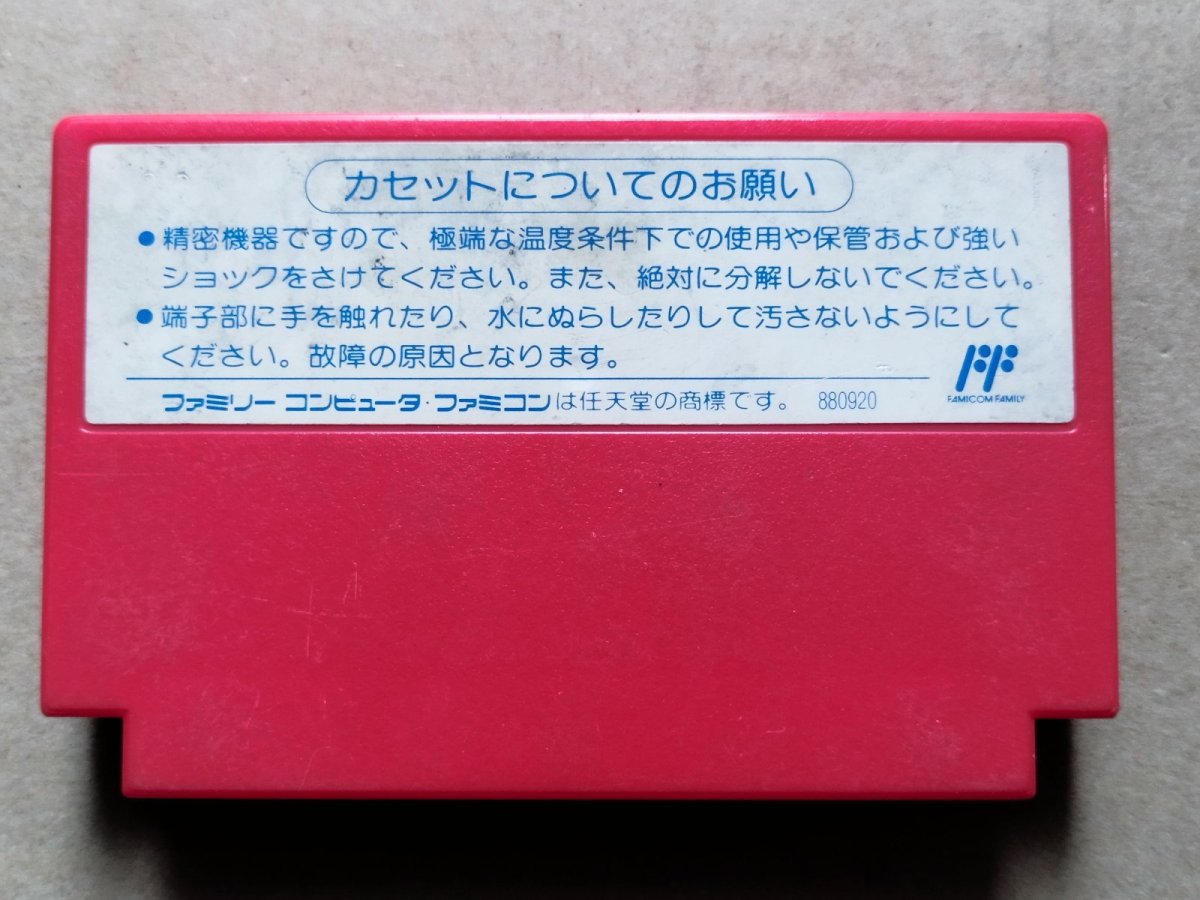 カセットについてのお願い
●精密機器ですので、極端な温度条件下での使用や保管および強い
ショックをさけてください。また、絶対に分解しないでください。
●端子部に手を触れたり、水にぬらしたりして汚さないようにして
ください。故障の原因となります。
ファミリー コンピュータ・ファミコンは任天堂の商標です。 880920
FAMICOM FAMILY